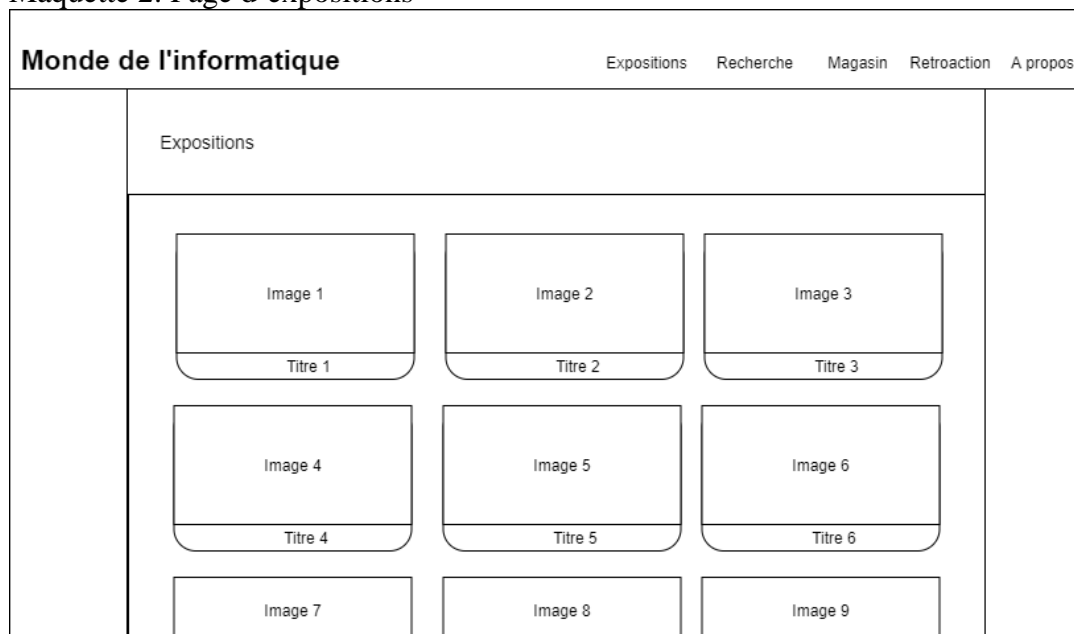 Maquette 2: Page d'expositions
Monde de l'informatique
Expositions Recherche Magasin Retroaction A propos
Expositions
Image 1 Image 2 Image 3
Titre 1 Titre 2 Titre 3
Image 4 Image 5 Image 6
Titre 4 Titre 5 Titre 6
Image 7 Image 8 Image 9